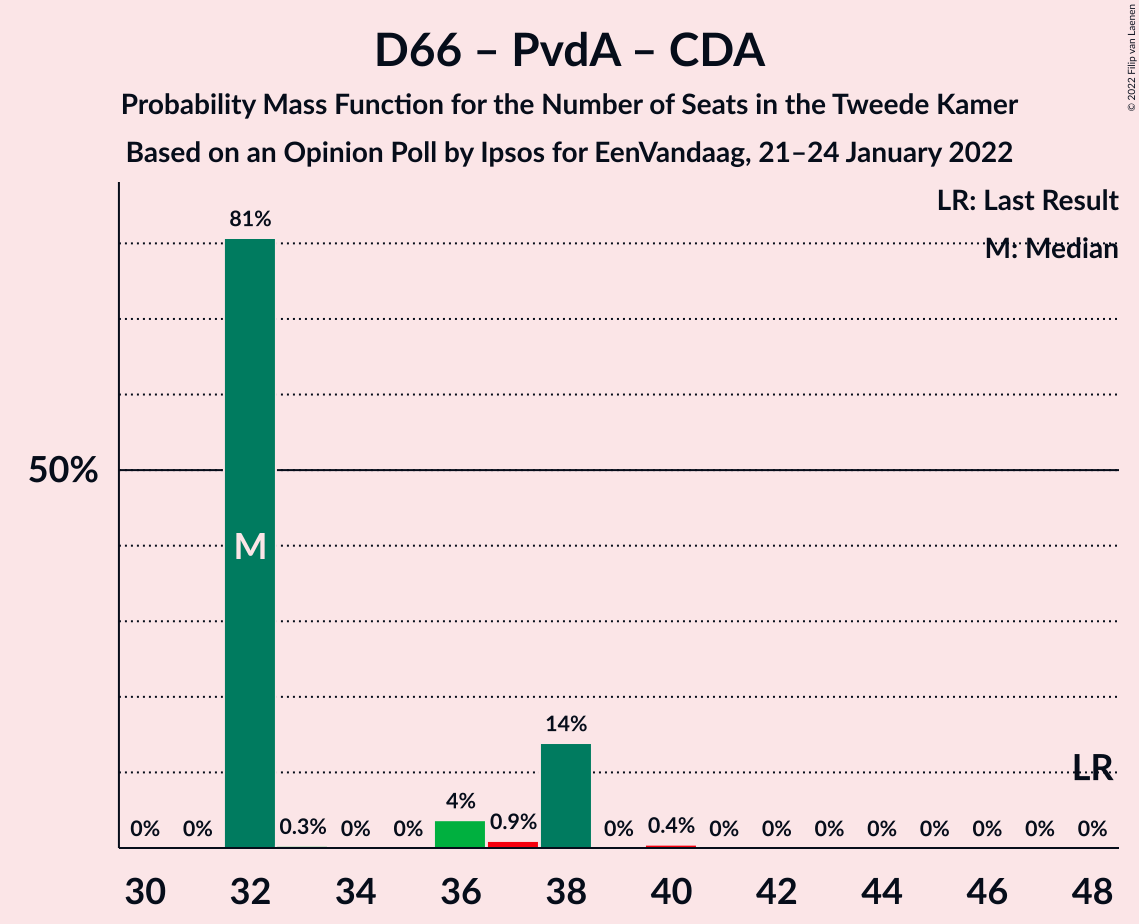 D66 – PvdA – CDA
Probability Mass Function for the Number of Seats in the Tweede Kamer
Based on an Opinion Poll by Ipsos for EenVandaag, 21–24 January 2022
© 2022 Filip van Laenen
LR: Last Result
M: Median
81%
50%
M
14%
LR
4%
0% 0% 0.3% 0% 0% 0.9% 0% 0.4% 0% 0% 0% 0% 0% 0% 0% 0%
30 32 34 36 38 40 42 44 46 48